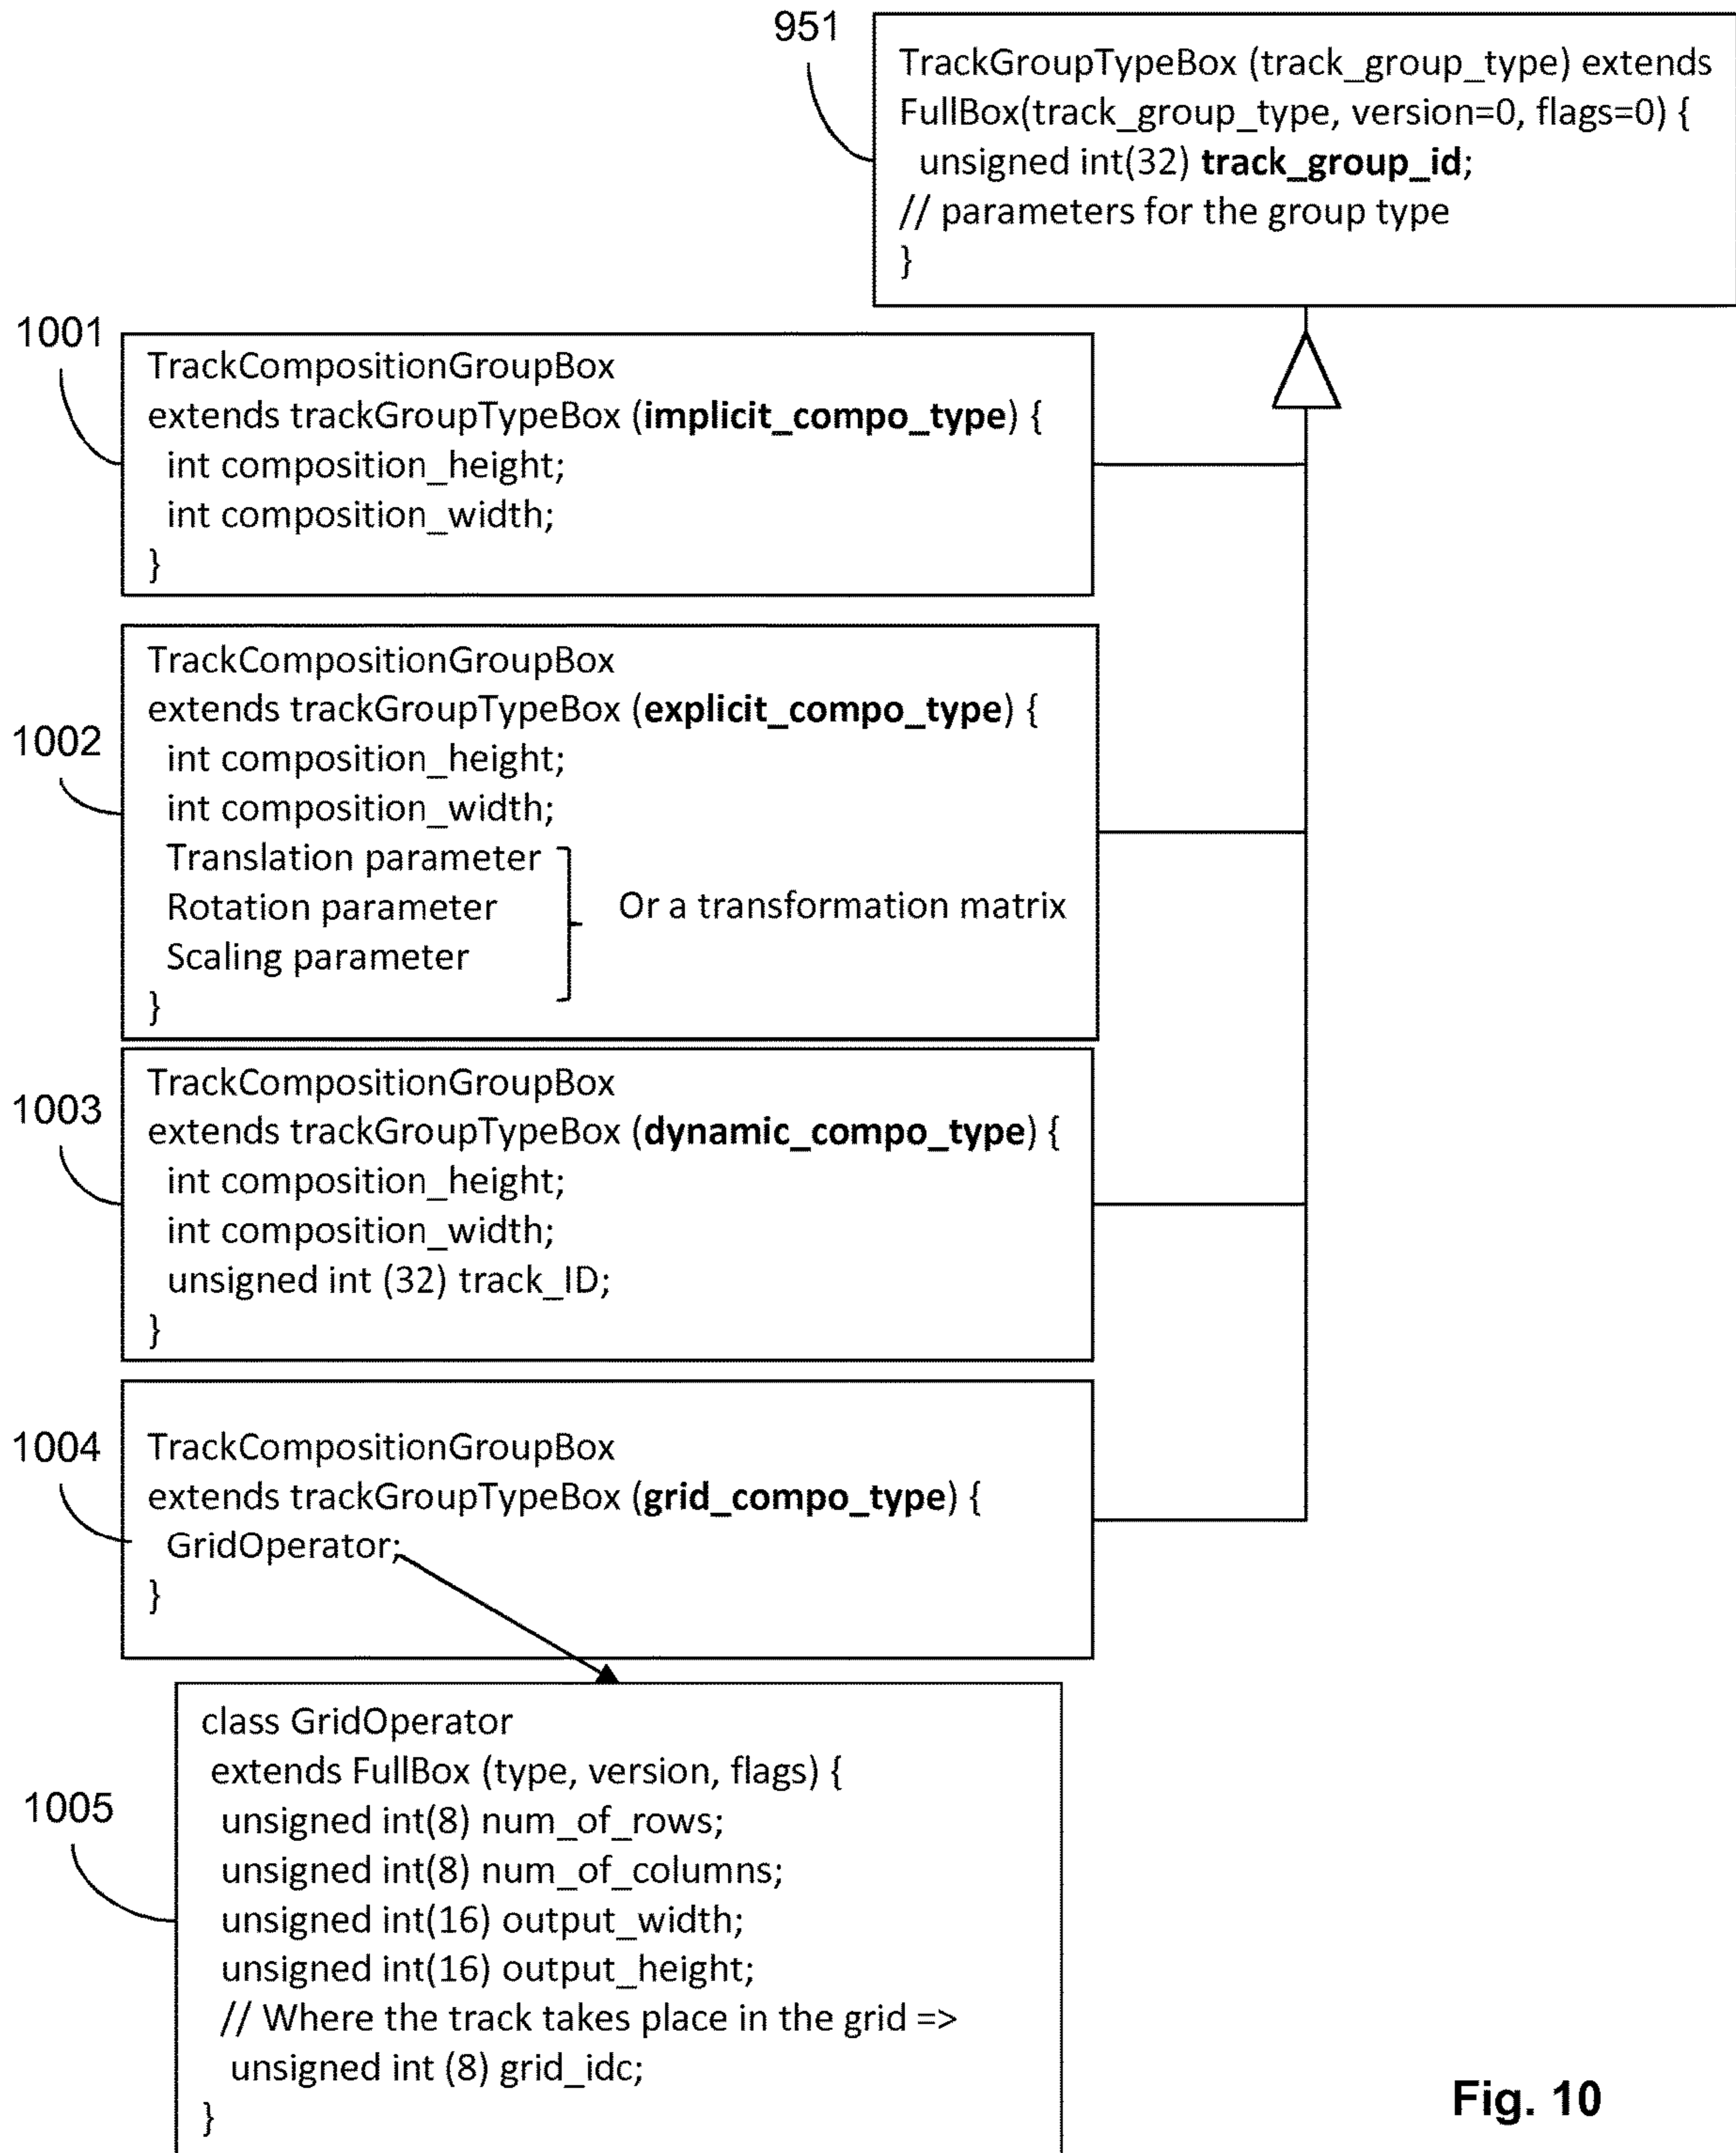 951
TrackGroupTypeBox (track_group_type) extends
FullBox(track_group_type, version=0, flags=0) {
unsigned int(32) track_group_id;
// parameters for the group type
}
1001
TrackCompositionGroupBox
extends trackGroupTypeBox (implicit_compo_type) {
int composition_height;
int composition_width;
}
1002
TrackCompositionGroupBox
extends trackGroupTypeBox (explicit_compo_type) {
int composition_height;
int composition_width;
Translation parameter
Rotation parameter
Scaling parameter
Or a transformation matrix
}
1003
TrackCompositionGroupBox
extends trackGroupTypeBox (dynamic_compo_type) {
int composition_height;
int composition_width;
unsigned int (32) track_ID;
}
1004
TrackCompositionGroupBox
extends trackGroupTypeBox (grid_compo_type) {
GridOperator;
}
1005
class GridOperator
extends FullBox (type, version, flags) {
unsigned int(8) num_of_rows;
unsigned int(8) num_of_columns;
unsigned int(16) output_width;
unsigned int(16) output_height;
// Where the track takes place in the grid =>
unsigned int (8) grid_idc;
}
Fig. 10